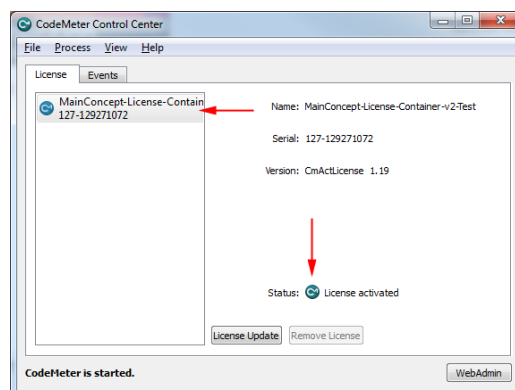 CodeMeter Control Center
File Process View Help
License Events
MainConcept-License-Contain
127-129271072
Name: MainConcept-License-Container-v2-Test
Serial: 127-129271072
Version: CmActLicense 1.19
Status: License activated
License Update Remove License
CodeMeter is started. WebAdmin